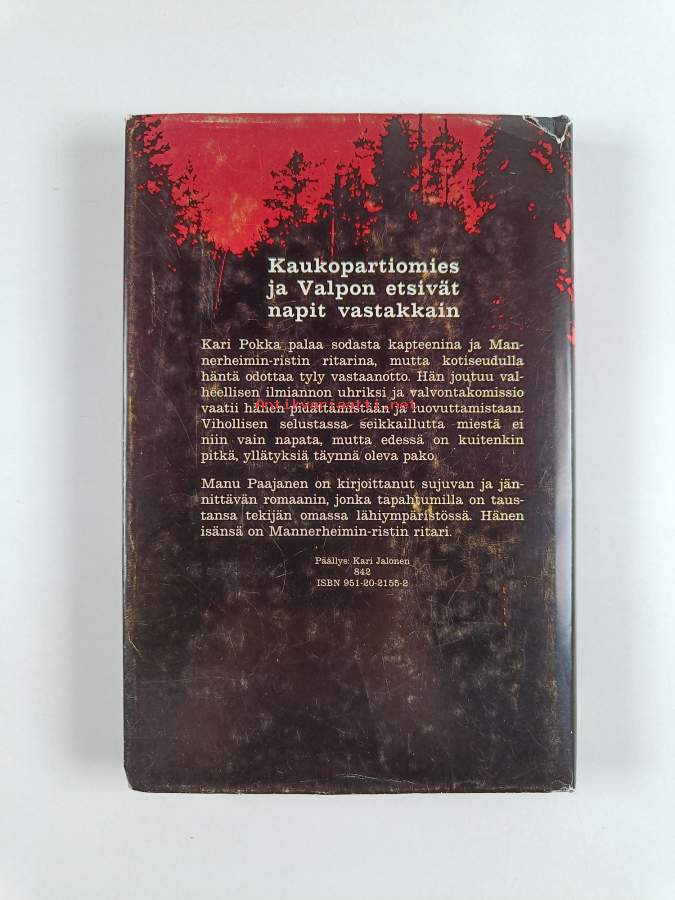 Kaukopartiomies
ja Valpon etsivät
napit vastakkain
Kari Pokka palaa sodasta kapteenina ja Man-
nerheimin-ristin ritarina, mutta kotiseudulla
häntä odottaa tyly vastaanotto. Hän joutuu val-
heellisen ilmiannon uhriksi ja valvontakomissio
vaatii hänen pidättämistään ja luovuttamistaan.
Antikvariaatti.net
Vihollisen selustassa seikkaillutta miestä ei
niin vain napata, mutta edessä on kuitenkin
pitkä, yllätyksiä täynnä oleva pako.
Manu Paajanen on kirjoittanut sujuvan ja jän-
nittävän romaanin, jonka tapahtumilla on taus-
tansa tekijän omassa lähiympäristössä. Hänen
isänsä on Mannerheimin-ristin ritari.
Päällys: Kari Jalonen
842
ISBN 951-20-2155-2